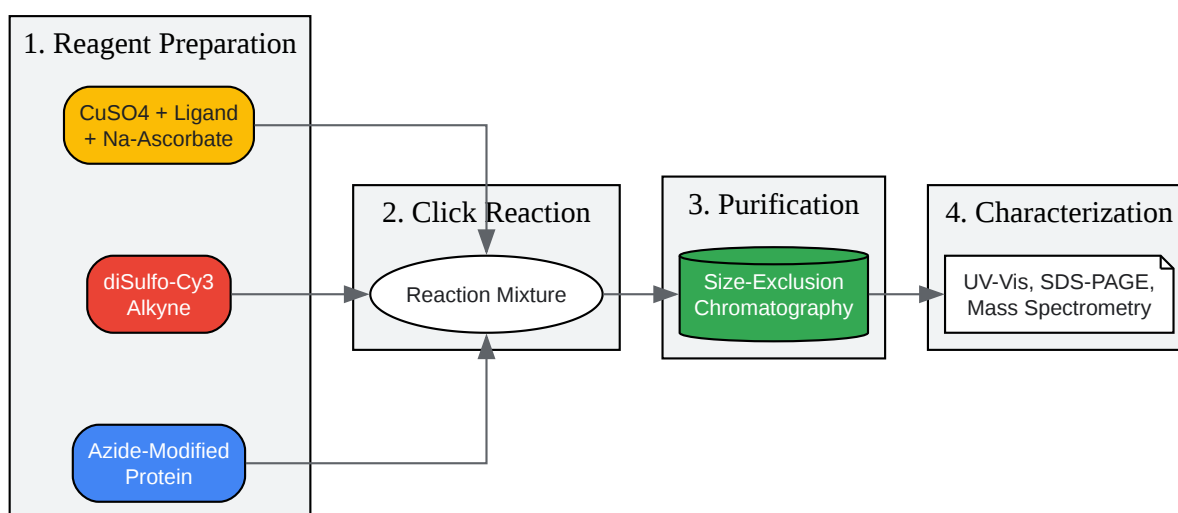 1. Reagent Preparation
CuSO4 + Ligand
+ Na-Ascorbate
diSulfo-Cy3
Alkyne
Azide-Modified
Protein
2. Click Reaction
Reaction Mixture
3. Purification
Size-Exclusion
Chromatography
4. Characterization
UV-Vis, SDS-PAGE,
Mass Spectrometry